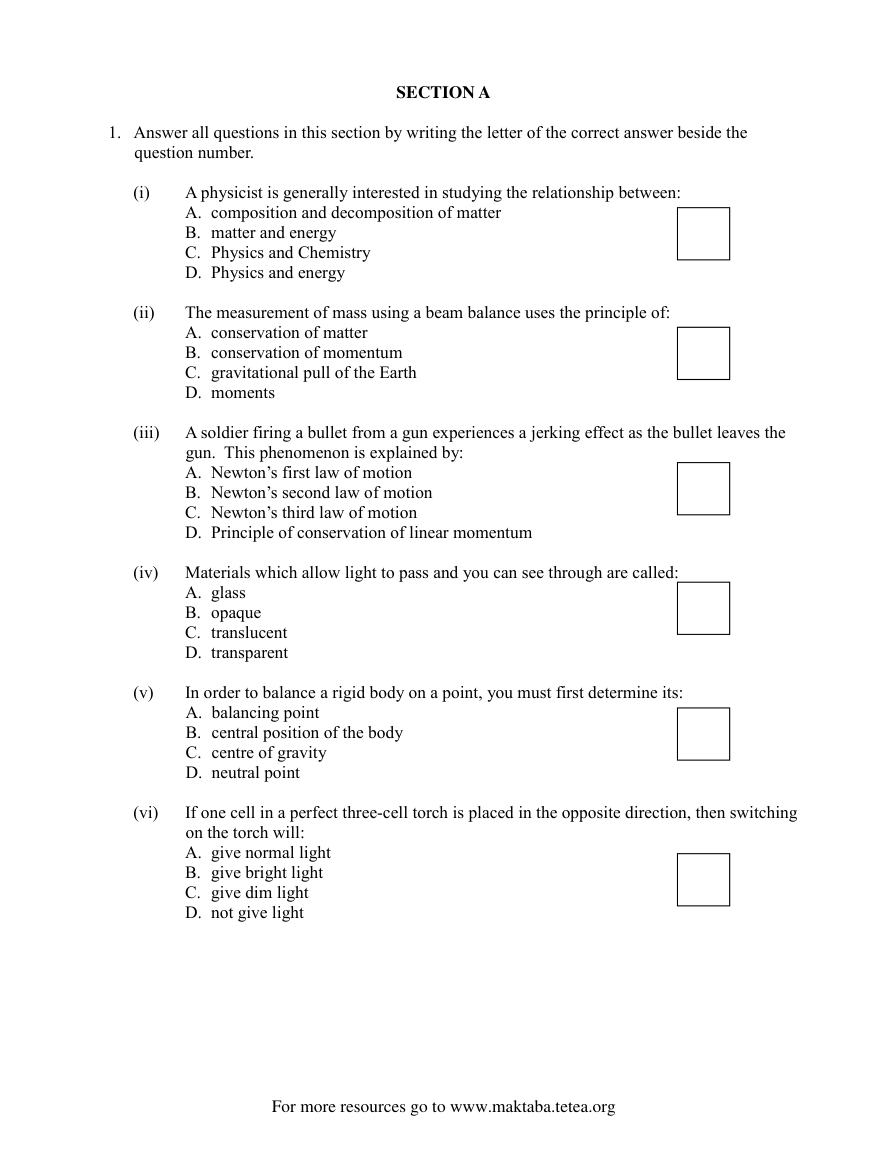 SECTION A
1. Answer all questions in this section by writing the letter of the correct answer beside the
question number.
(i) A physicist is generally interested in studying the relationship between:
A. composition and decomposition of matter
B. matter and energy
C. Physics and Chemistry
D. Physics and energy
(ii) The measurement of mass using a beam balance uses the principle of:
A. conservation of matter
B. conservation of momentum
C. gravitational pull of the Earth
D. moments
(iii) A soldier firing a bullet from a gun experiences a jerking effect as the bullet leaves the
gun. This phenomenon is explained by:
A. Newton’s first law of motion
B. Newton’s second law of motion
C. Newton’s third law of motion
D. Principle of conservation of linear momentum
(iv) Materials which allow light to pass and you can see through are called:
A. glass
B. opaque
C. translucent
D. transparent
(v) In order to balance a rigid body on a point, you must first determine its:
A. balancing point
B. central position of the body
C. centre of gravity
D. neutral point
(vi) If one cell in a perfect three-cell torch is placed in the opposite direction, then switching
on the torch will:
A. give normal light
B. give bright light
C. give dim light
D. not give light
For more resources go to www.maktaba.tetea.org